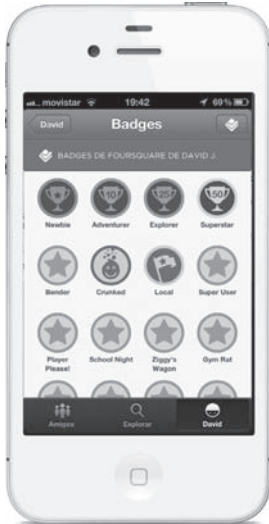 movistar 19:42 69%
David Badges
BADGES DE FOURSQUARE DE DAVID J.
10 25 50
Newbie Adventurer Explorer Superstar
Bender Crunked Local Super User
Player Please! School Night Ziggy's Wagon Gym Rat
Amigos Explorar David